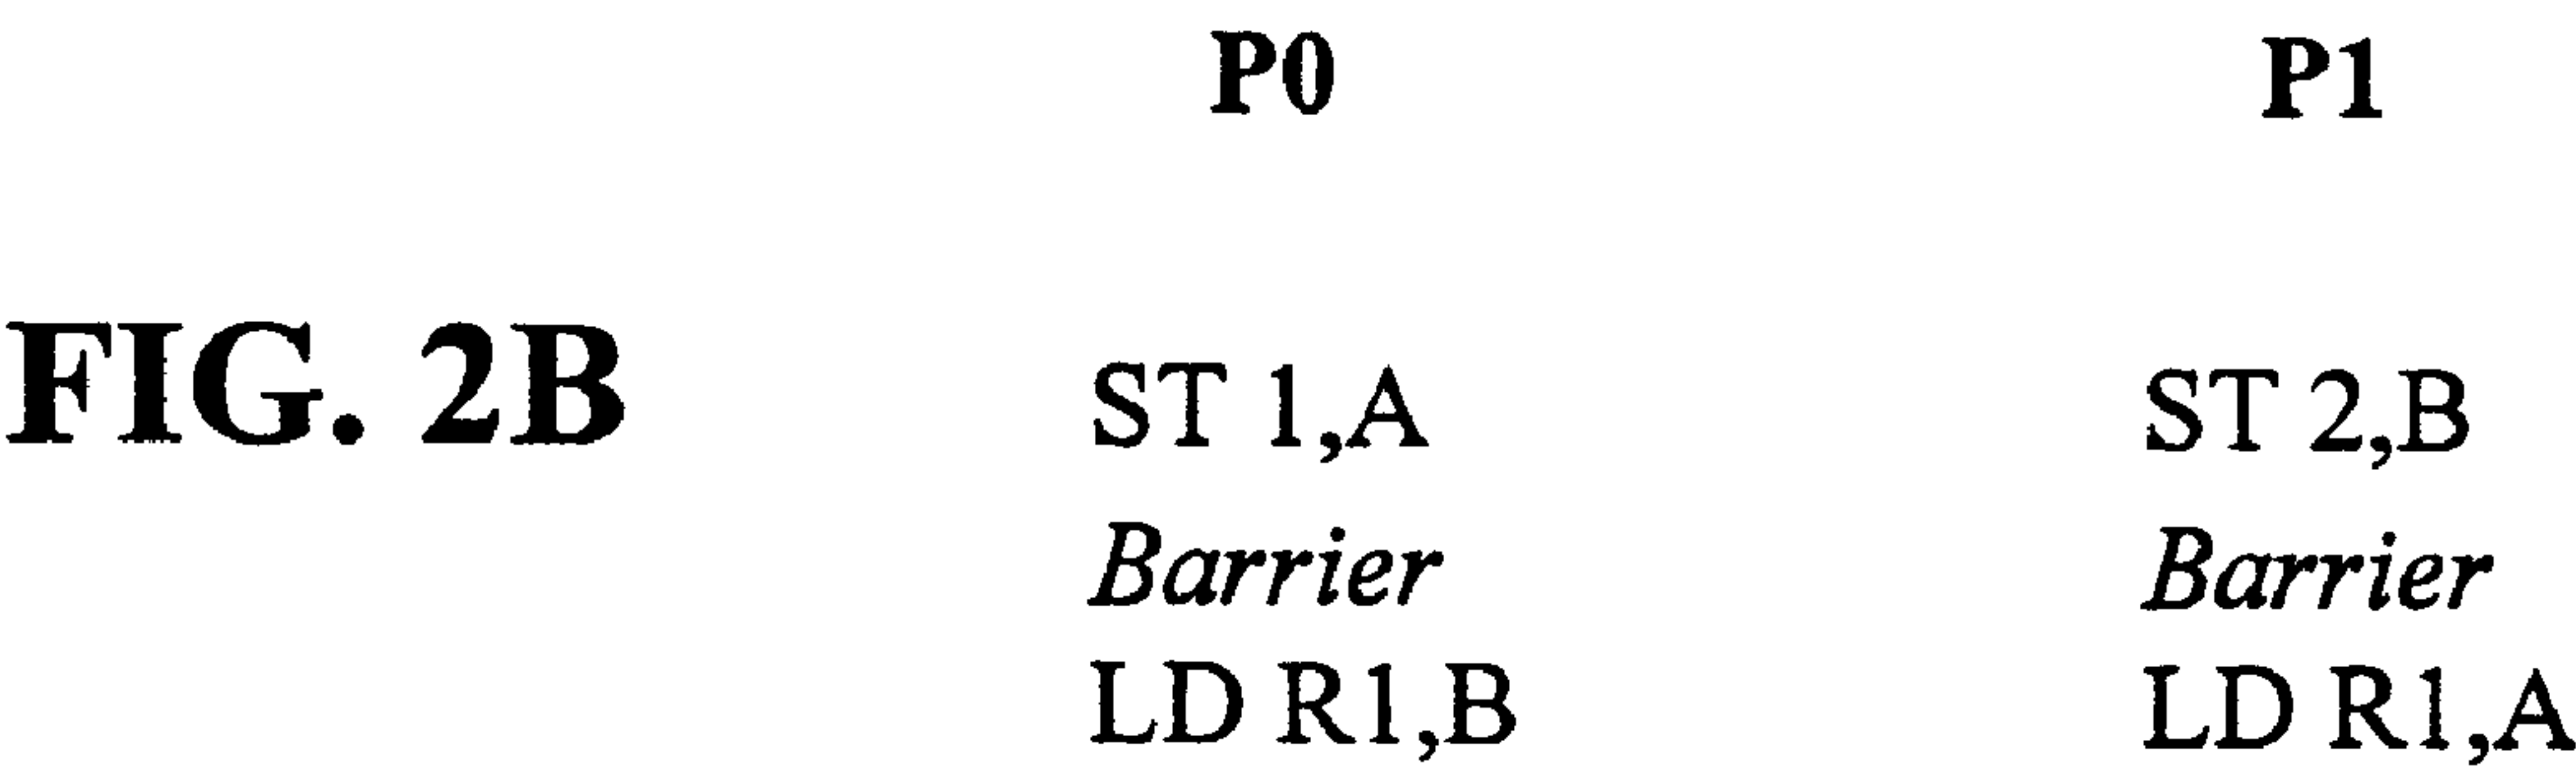 P0 P1
FIG. 2B
ST 1,A ST 2,B
Barrier Barrier
LD R1,B LD R1,A